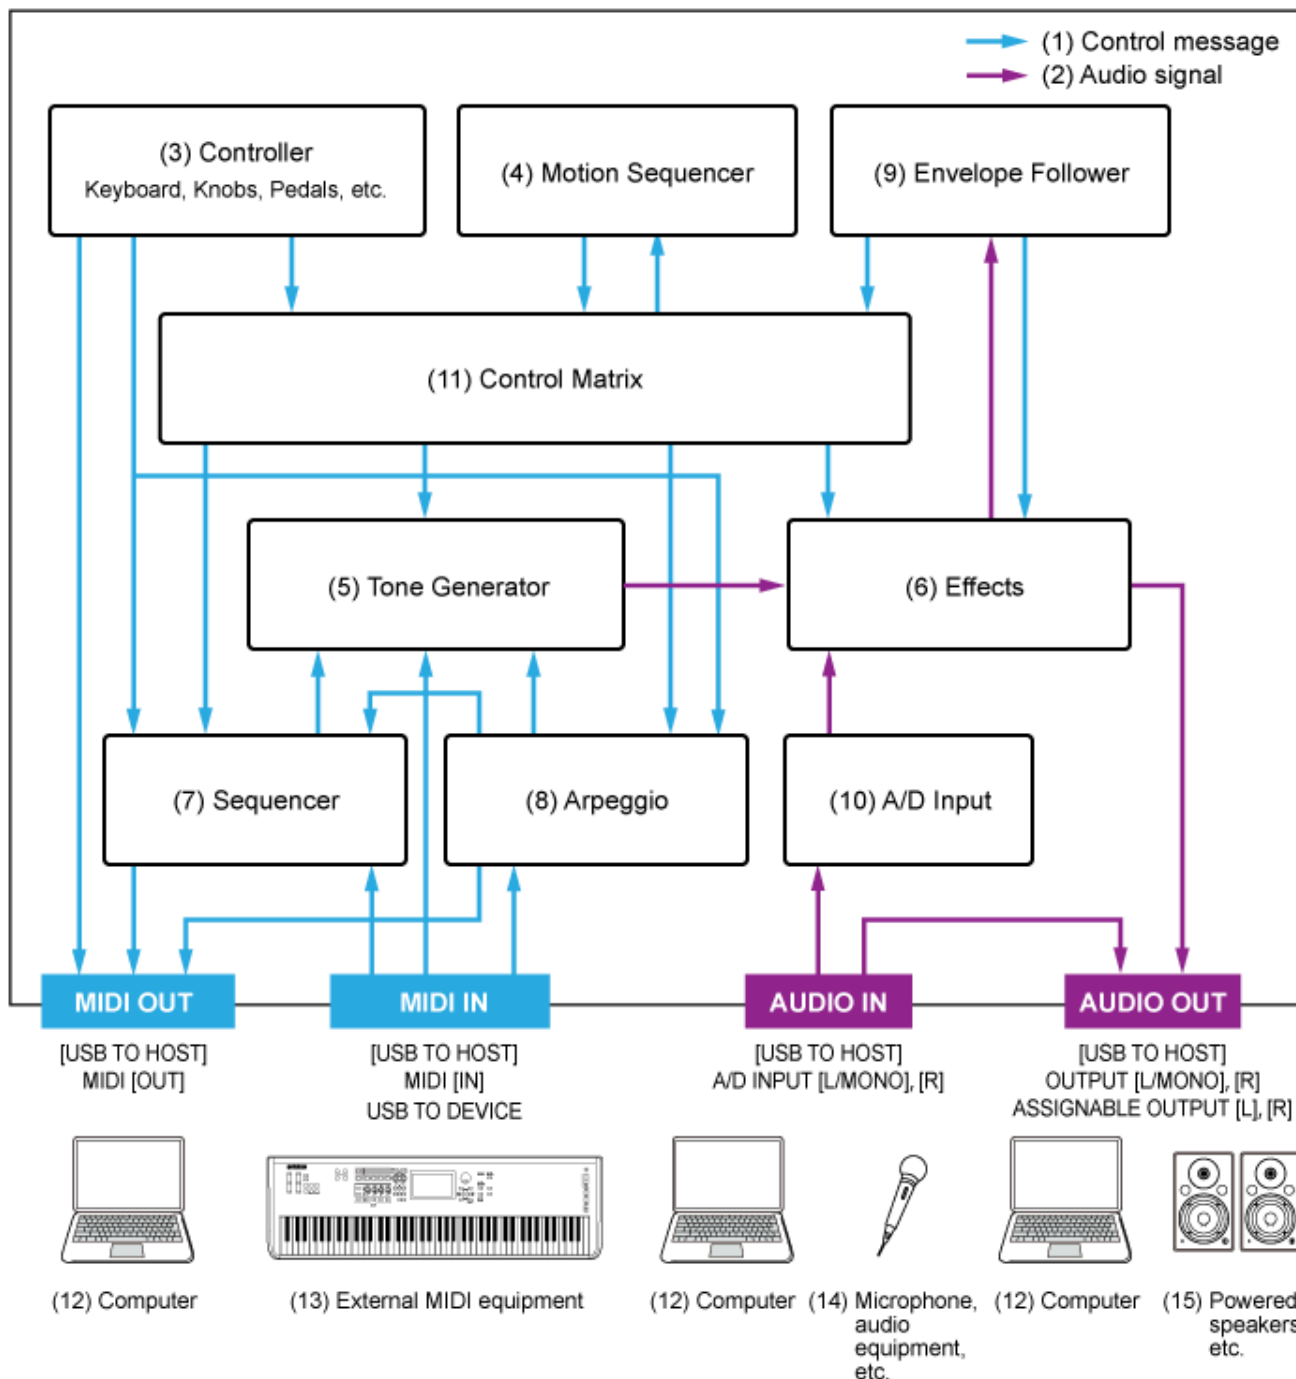 (1) Control message
(2) Audio signal
(3) Controller
Keyboard, Knobs, Pedals, etc.
(4) Motion Sequencer
(9) Envelope Follower
(11) Control Matrix
(5) Tone Generator
(6) Effects
(7) Sequencer
(8) Arpeggio
(10) A/D Input
MIDI OUT
MIDI IN
AUDIO IN
AUDIO OUT
[USB TO HOST]
MIDI [OUT]
[USB TO HOST]
MIDI [IN]
USB TO DEVICE
[USB TO HOST]
A/D INPUT [L/MONO], [R]
[USB TO HOST]
OUTPUT [L/MONO], [R]
ASSIGNABLE OUTPUT [L], [R]
(12) Computer
(13) External MIDI equipment
(12) Computer
(14) Microphone,
audio
equipment,
etc.
(12) Computer
(15) Powered
speakers
etc.